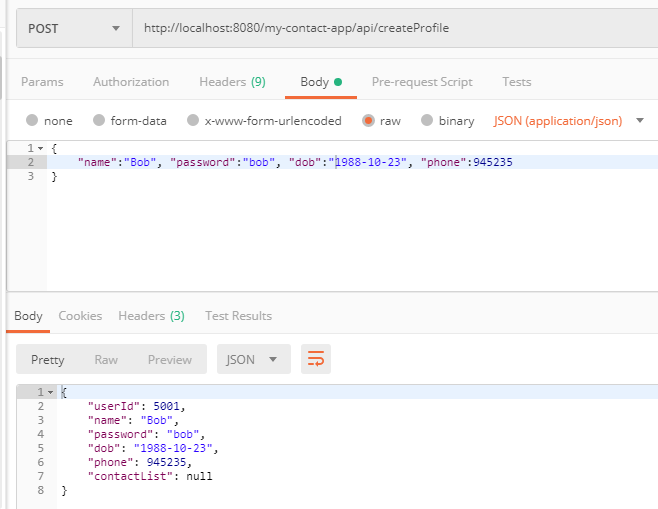 POST http://localhost:8080/my-contact-app/api/createProfile
Params Authorization Headers (9) Body Pre-request Script Tests
none form-data x-www-form-urlencoded raw binary JSON (application/json)
1 {
2 "name":"Bob", "password":"bob", "dob":"1988-10-23", "phone":945235
3 }
Body Cookies Headers (3) Test Results
Pretty Raw Preview JSON
1 {
2 "userId": 5001,
3 "name": "Bob",
4 "password": "bob",
5 "dob": "1988-10-23",
6 "phone": 945235,
7 "contactList": null
8 }